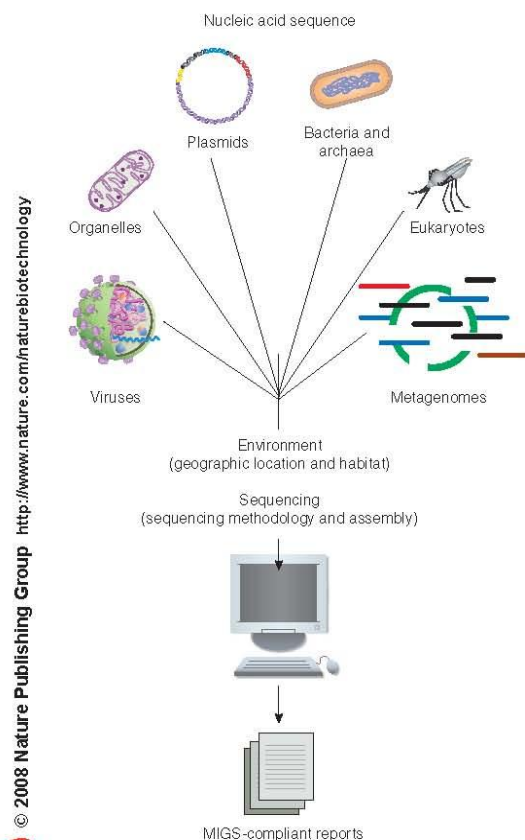 Nucleic acid sequence
Plasmids
Bacteria and
archaea
Organelles
Eukaryotes
Viruses
Metagenomes
Environment
(geographic location and habitat)
Sequencing
(sequencing methodology and assembly)
MIGS-compliant reports
© 2008 Nature Publishing Group http://www.nature.com/naturebiotechnology